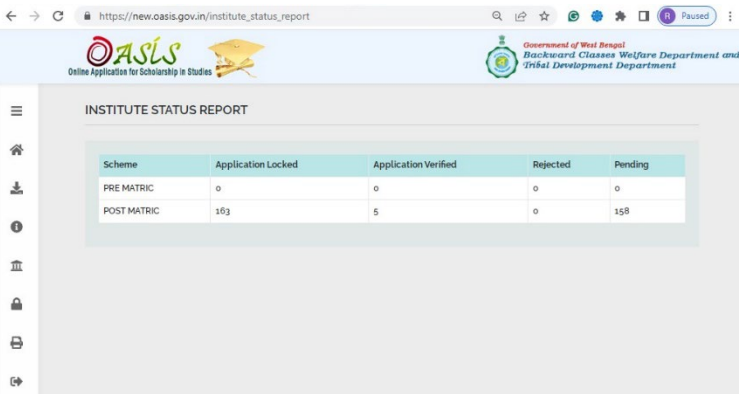 https://new.oasis.gov.in/institute_status_report
R Paused
OASIS
Online Application for Scholarship in Studies
Government of West Bengal
Backward Classes Welfare Department and
Tribal Development Department
INSTITUTE STATUS REPORT
Scheme Application Locked Application Verified Rejected Pending
PRE MATRIC 0 0 0 0
POST MATRIC 163 5 0 158